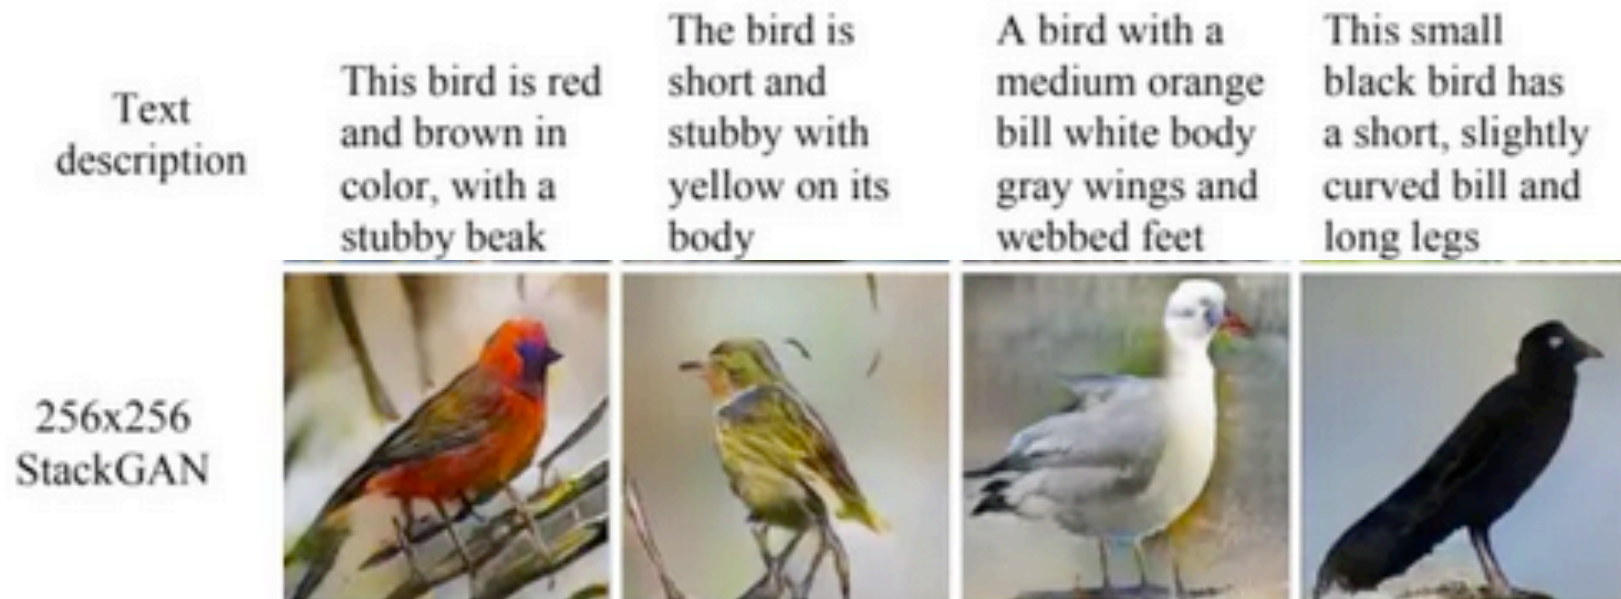 Text
description
This bird is red
and brown in
color, with a
stubby beak
The bird is
short and
stubby with
yellow on its
body
A bird with a
medium orange
bill white body
gray wings and
webbed feet
This small
black bird has
a short, slightly
curved bill and
long legs
256x256
StackGAN